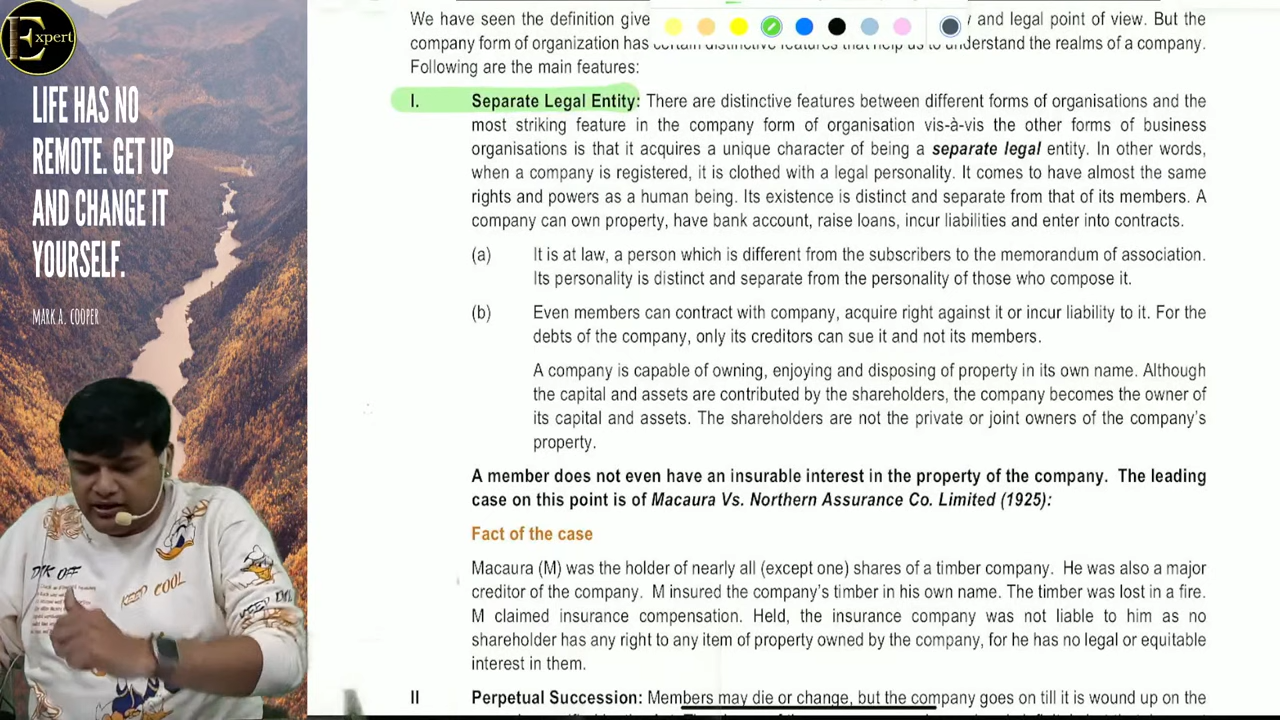 Expert
LIFE HAS NO
REMOTE. GET UP
AND CHANGE IT
YOURSELF.
MARK A. COOPER
KEEP COOL
We have seen the definition give and legal point of view. But the
company form of organization has certain distinctive features that help us to understand the realms of a company.
Following are the main features:
I. Separate Legal Entity: There are distinctive features between different forms of organisations and the
most striking feature in the company form of organisation vis-à-vis the other forms of business
organisations is that it acquires a unique character of being a separate legal entity. In other words,
when a company is registered, it is clothed with a legal personality. It comes to have almost the same
rights and powers as a human being. Its existence is distinct and separate from that of its members. A
company can own property, have bank account, raise loans, incur liabilities and enter into contracts.
(a) It is at law, a person which is different from the subscribers to the memorandum of association.
Its personality is distinct and separate from the personality of those who compose it.
(b) Even members can contract with company, acquire right against it or incur liability to it. For the
debts of the company, only its creditors can sue it and not its members.
A company is capable of owning, enjoying and disposing of property in its own name. Although
the capital and assets are contributed by the shareholders, the company becomes the owner of
its capital and assets. The shareholders are not the private or joint owners of the company's
property.
A member does not even have an insurable interest in the property of the company. The leading
case on this point is of Macaura Vs. Northern Assurance Co. Limited (1925):
Fact of the case
Macaura (M) was the holder of nearly all (except one) shares of a timber company. He was also a major
creditor of the company. M insured the company's timber in his own name. The timber was lost in a fire.
M claimed insurance compensation. Held, the insurance company was not liable to him as no
shareholder has any right to any item of property owned by the company, for he has no legal or equitable
interest in them.
II Perpetual Succession: Members may die or change, but the company goes on till it is wound up on the